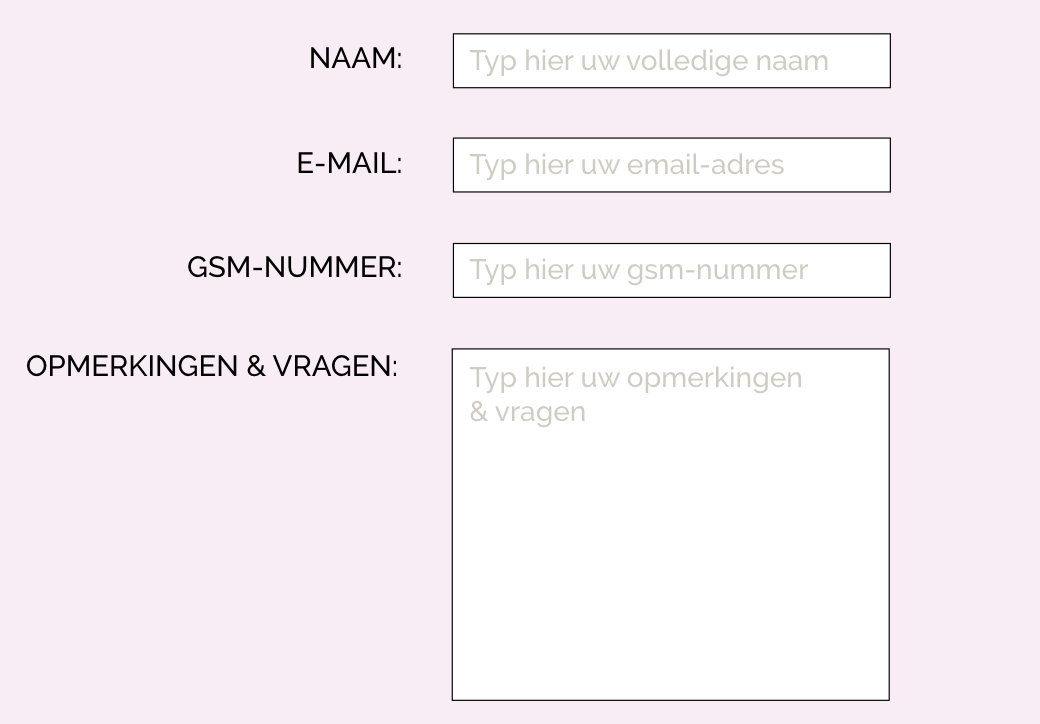 NAAM:
Typ hier uw volledige naam
E-MAIL:
Typ hier uw email-adres
GSM-NUMMER:
Typ hier uw gsm-nummer
OPMERKINGEN & VRAGEN:
Typ hier uw opmerkingen
& vragen